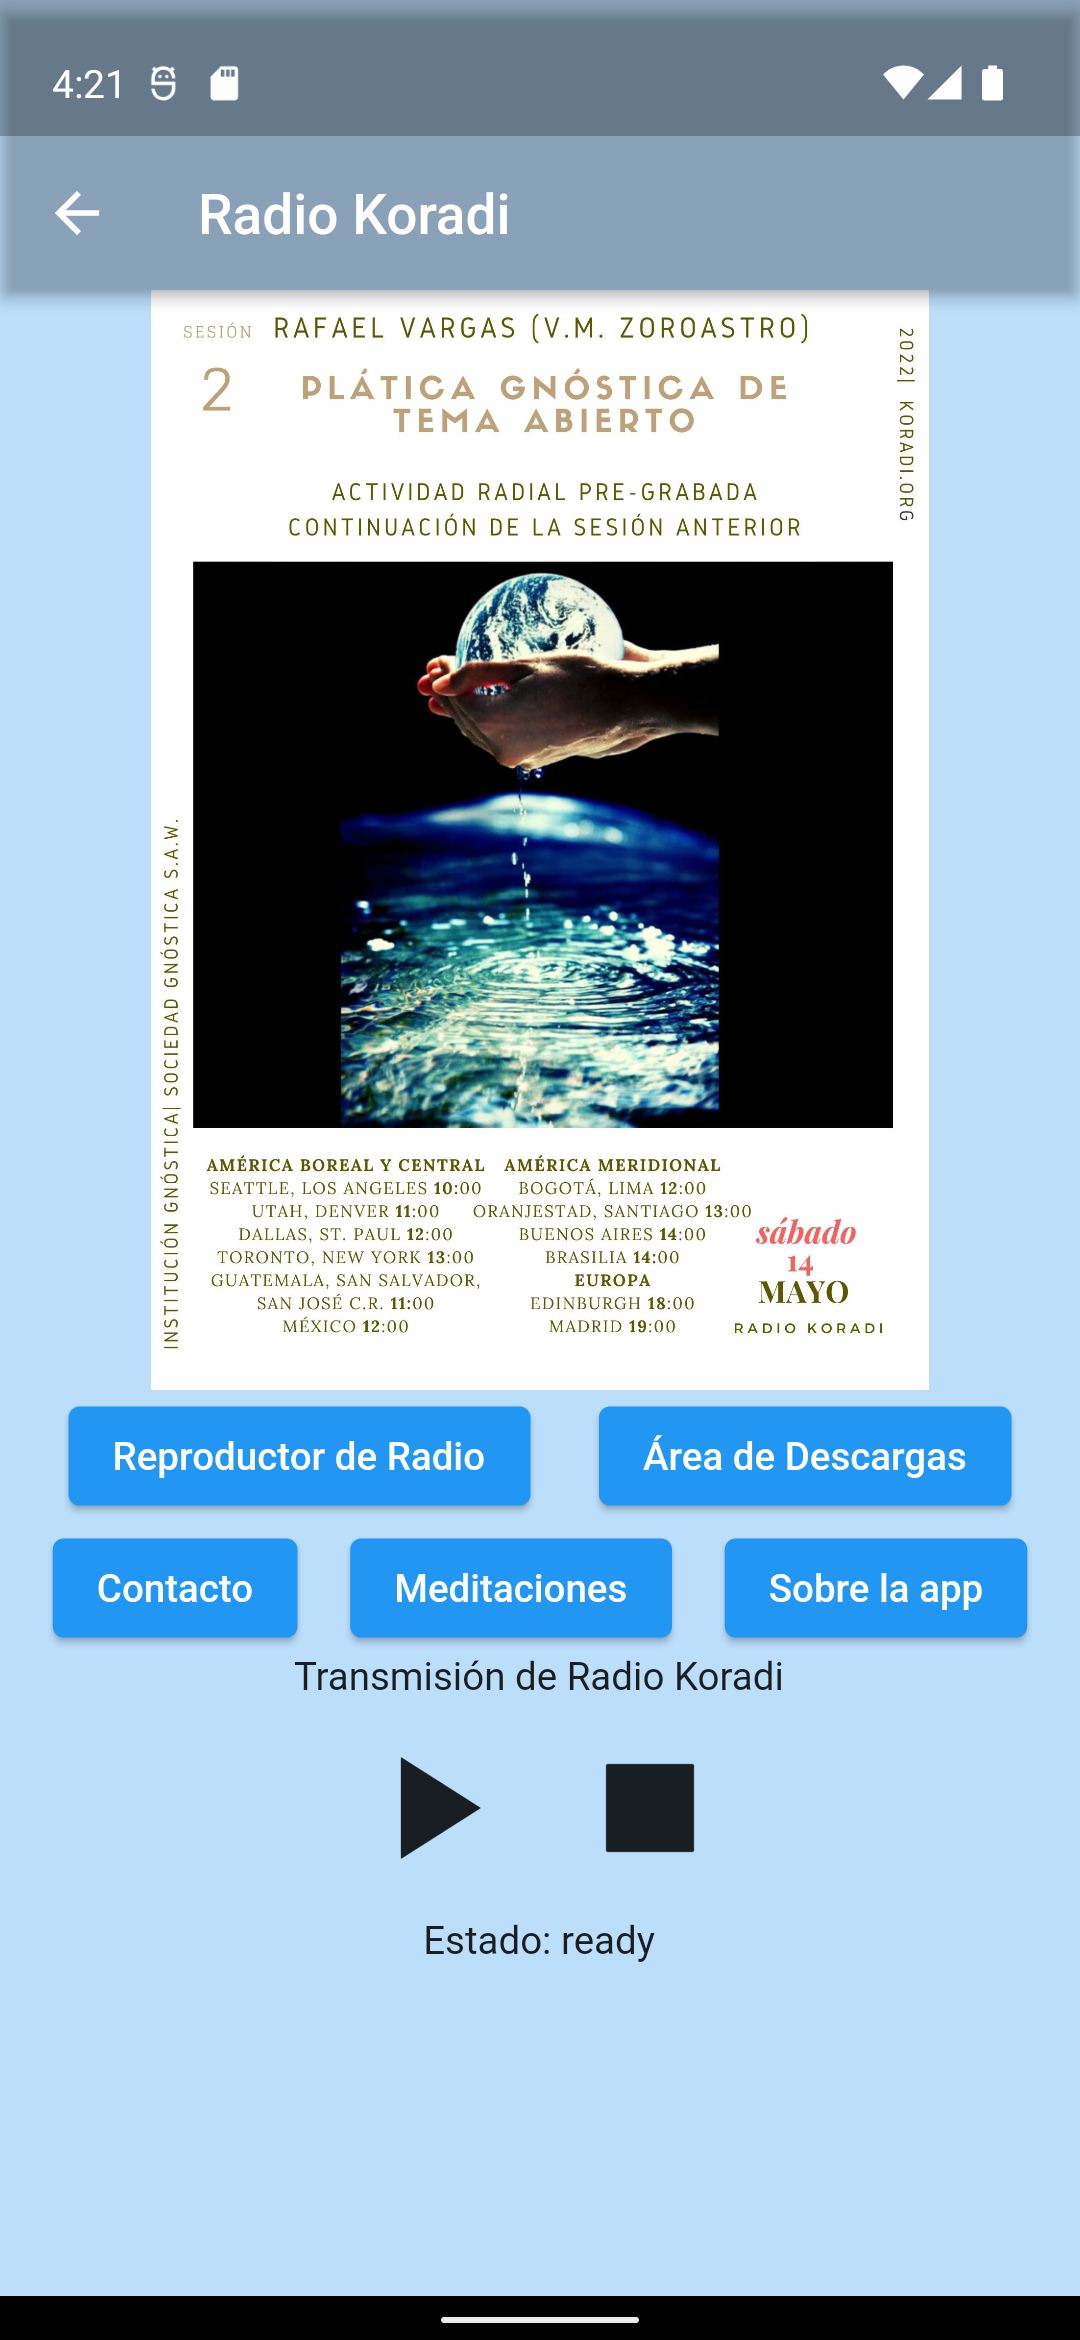 4:21
Radio Koradi
SESIÓN
2
RAFAEL VARGAS (V.M. ZOROASTRO)
PLÁTICA GNÓSTICA DE
TEMA ABIERTO
ACTIVIDAD RADIAL PRE-GRABADA
CONTINUACIÓN DE LA SESIÓN ANTERIOR
2022| KORADI.ORG
INSTITUCIÓN GNÓSTICA| SOCIEDAD GNÓSTICA S.A.W.
AMÉRICA BOREAL Y CENTRAL
SEATTLE, LOS ANGELES 10:00
UTAH, DENVER 11:00
DALLAS, ST. PAUL 12:00
TORONTO, NEW YORK 13:00
GUATEMALA, SAN SALVADOR,
SAN JOSÉ C.R. 11:00
MÉXICO 12:00
AMÉRICA MERIDIONAL
BOGOTÁ, LIMA 12:00
ORANJESTAD, SANTIAGO 13:00
BUENOS AIRES 14:00
BRASILIA 14:00
EUROPA
EDINBURGH 18:00
MADRID 19:00
sábado
14
MAYO
RADIO KORADI
Reproductor de Radio
Área de Descargas
Contacto
Meditaciones
Sobre la app
Transmisión de Radio Koradi
Estado: ready